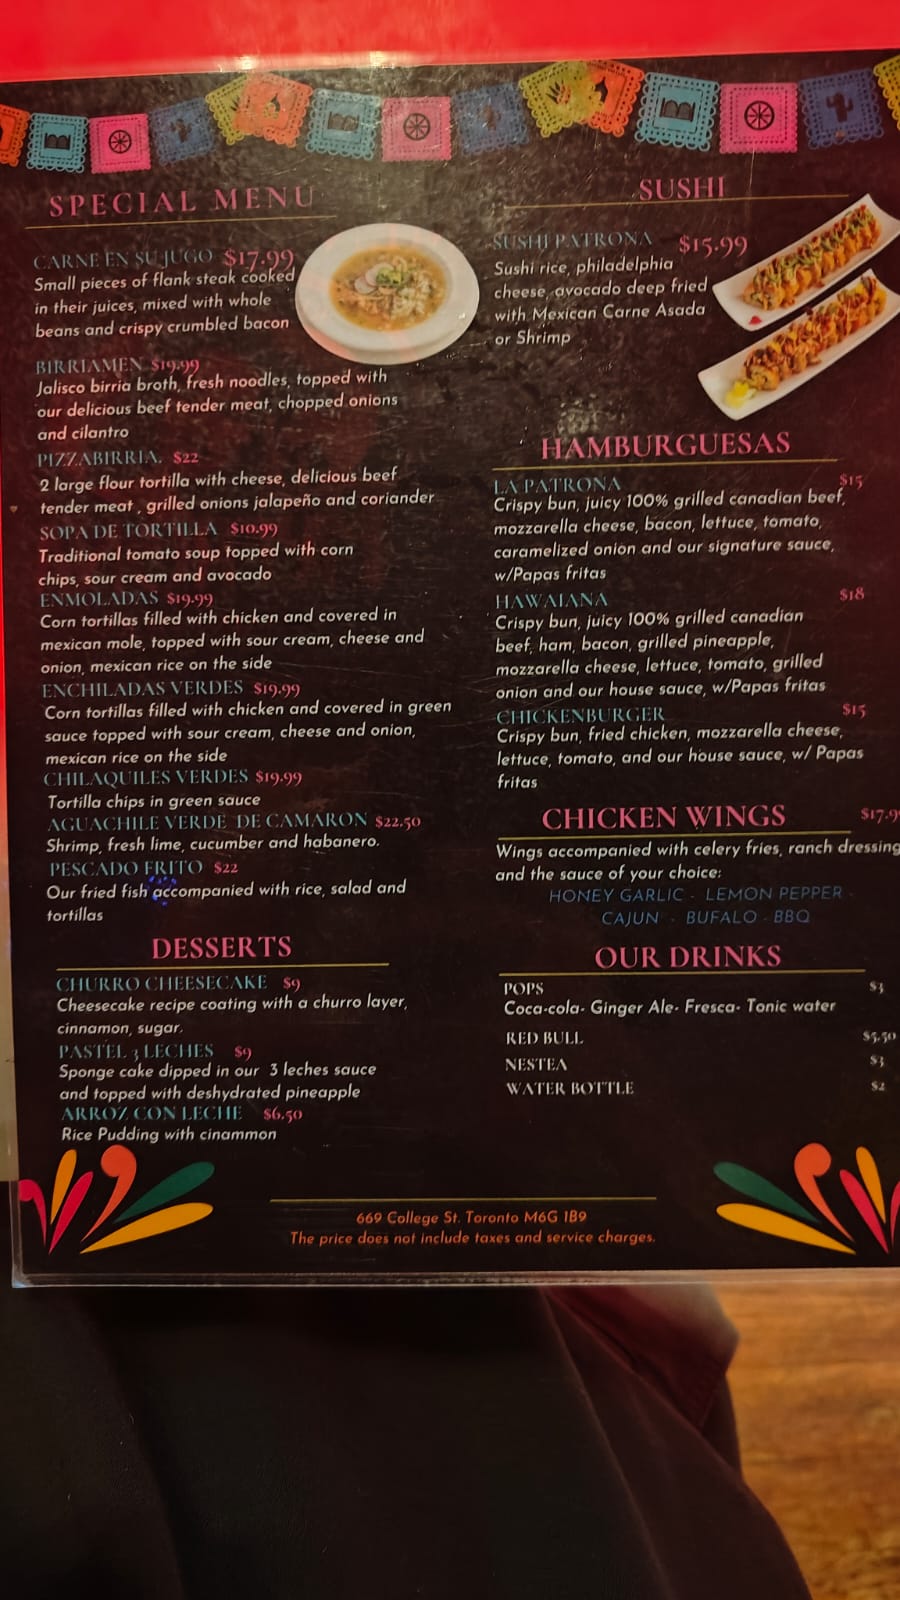 SPECIAL MENU
CARNE EN SU JUGO $17.99
Small pieces of flank steak cooked
in their juices, mixed with whole
beans and crispy crumbled bacon
BIRRIAMEN $19.99
Jalisco birria broth, fresh noodles, topped with
our delicious beef tender meat, chopped onions
and cilantro
PIZZABIRRIA. $22
2 large flour tortilla with cheese, delicious beef
tender meat , grilled onions jalapeño and coriander
SOPA DE TORTILLA $10.99
Traditional tomato soup topped with corn
chips, sour cream and avocado
ENMOLADAS $19.99
Corn tortillas filled with chicken and covered in
mexican mole, topped with sour cream, cheese and
onion, mexican rice on the side
ENCHILADAS VERDES $19.99
Corn tortillas filled with chicken and covered in green
sauce topped with sour cream, cheese and onion,
mexican rice on the side
CHILAQUILES VERDES $19.99
Tortilla chips in green sauce
AGUACHILE VERDE DE CAMARON $22.50
Shrimp, fresh lime, cucumber and habanero.
PESCADO FRITO $22
Our fried fish accompanied with rice, salad and
tortillas
DESSERTS
CHURRO CHEESECAKE $9
Cheesecake recipe coating with a churro layer,
cinnamon, sugar.
PASTEL 3 LECHES $9
Sponge cake dipped in our 3 leches sauce
and topped with deshydrated pineapple
ARROZ CON LECHE $6.50
Rice Pudding with cinammon
SUSHI
SUSHI PATRONA $15.99
Sushi rice, philadelphia
cheese, avocado deep fried
with Mexican Carne Asada
or Shrimp
HAMBURGUESAS
LA PATRONA $15
Crispy bun, juicy 100% grilled canadian beef,
mozzarella cheese, bacon, lettuce, tomato,
caramelized onion and our signature sauce,
w/Papas fritas
HAWAIANA $18
Crispy bun, juicy 100% grilled canadian
beef, ham, bacon, grilled pineapple,
mozzarella cheese, lettuce, tomato, grilled
onion and our house sauce, w/Papas fritas
CHICKENBURGER $15
Crispy bun, fried chicken, mozzarella cheese,
lettuce, tomato, and our house sauce, w/ Papas
fritas
CHICKEN WINGS $17.9
Wings accompanied with celery fries, ranch dressing
and the sauce of your choice:
HONEY GARLIC - LEMON PEPPER -
CAJUN - BUFALO - BBQ
OUR DRINKS
POPS $3
Coca-cola- Ginger Ale- Fresca- Tonic water
RED BULL $5.50
NESTEA $3
WATER BOTTLE $2
669 College St. Toronto M6G 1B9
The price does not include taxes and service charges.